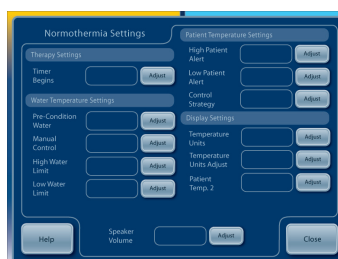 Normothermia Settings
Therapy Settings
Timer
Begins
Adjust
Water Temperature Settings
Pre-Condition
Water
Adjust
Manual
Control
Adjust
High Water
Limit
Adjust
Low Water
Limit
Adjust
Patient Temperature Settings
High Patient
Alert
Adjust
Low Patient
Alert
Adjust
Control
Strategy
Adjust
Display Settings
Temperature
Units
Adjust
Temperature
Units Adjust
Adjust
Patient
Temp. 2
Adjust
Help
Speaker
Volume
Adjust
Close